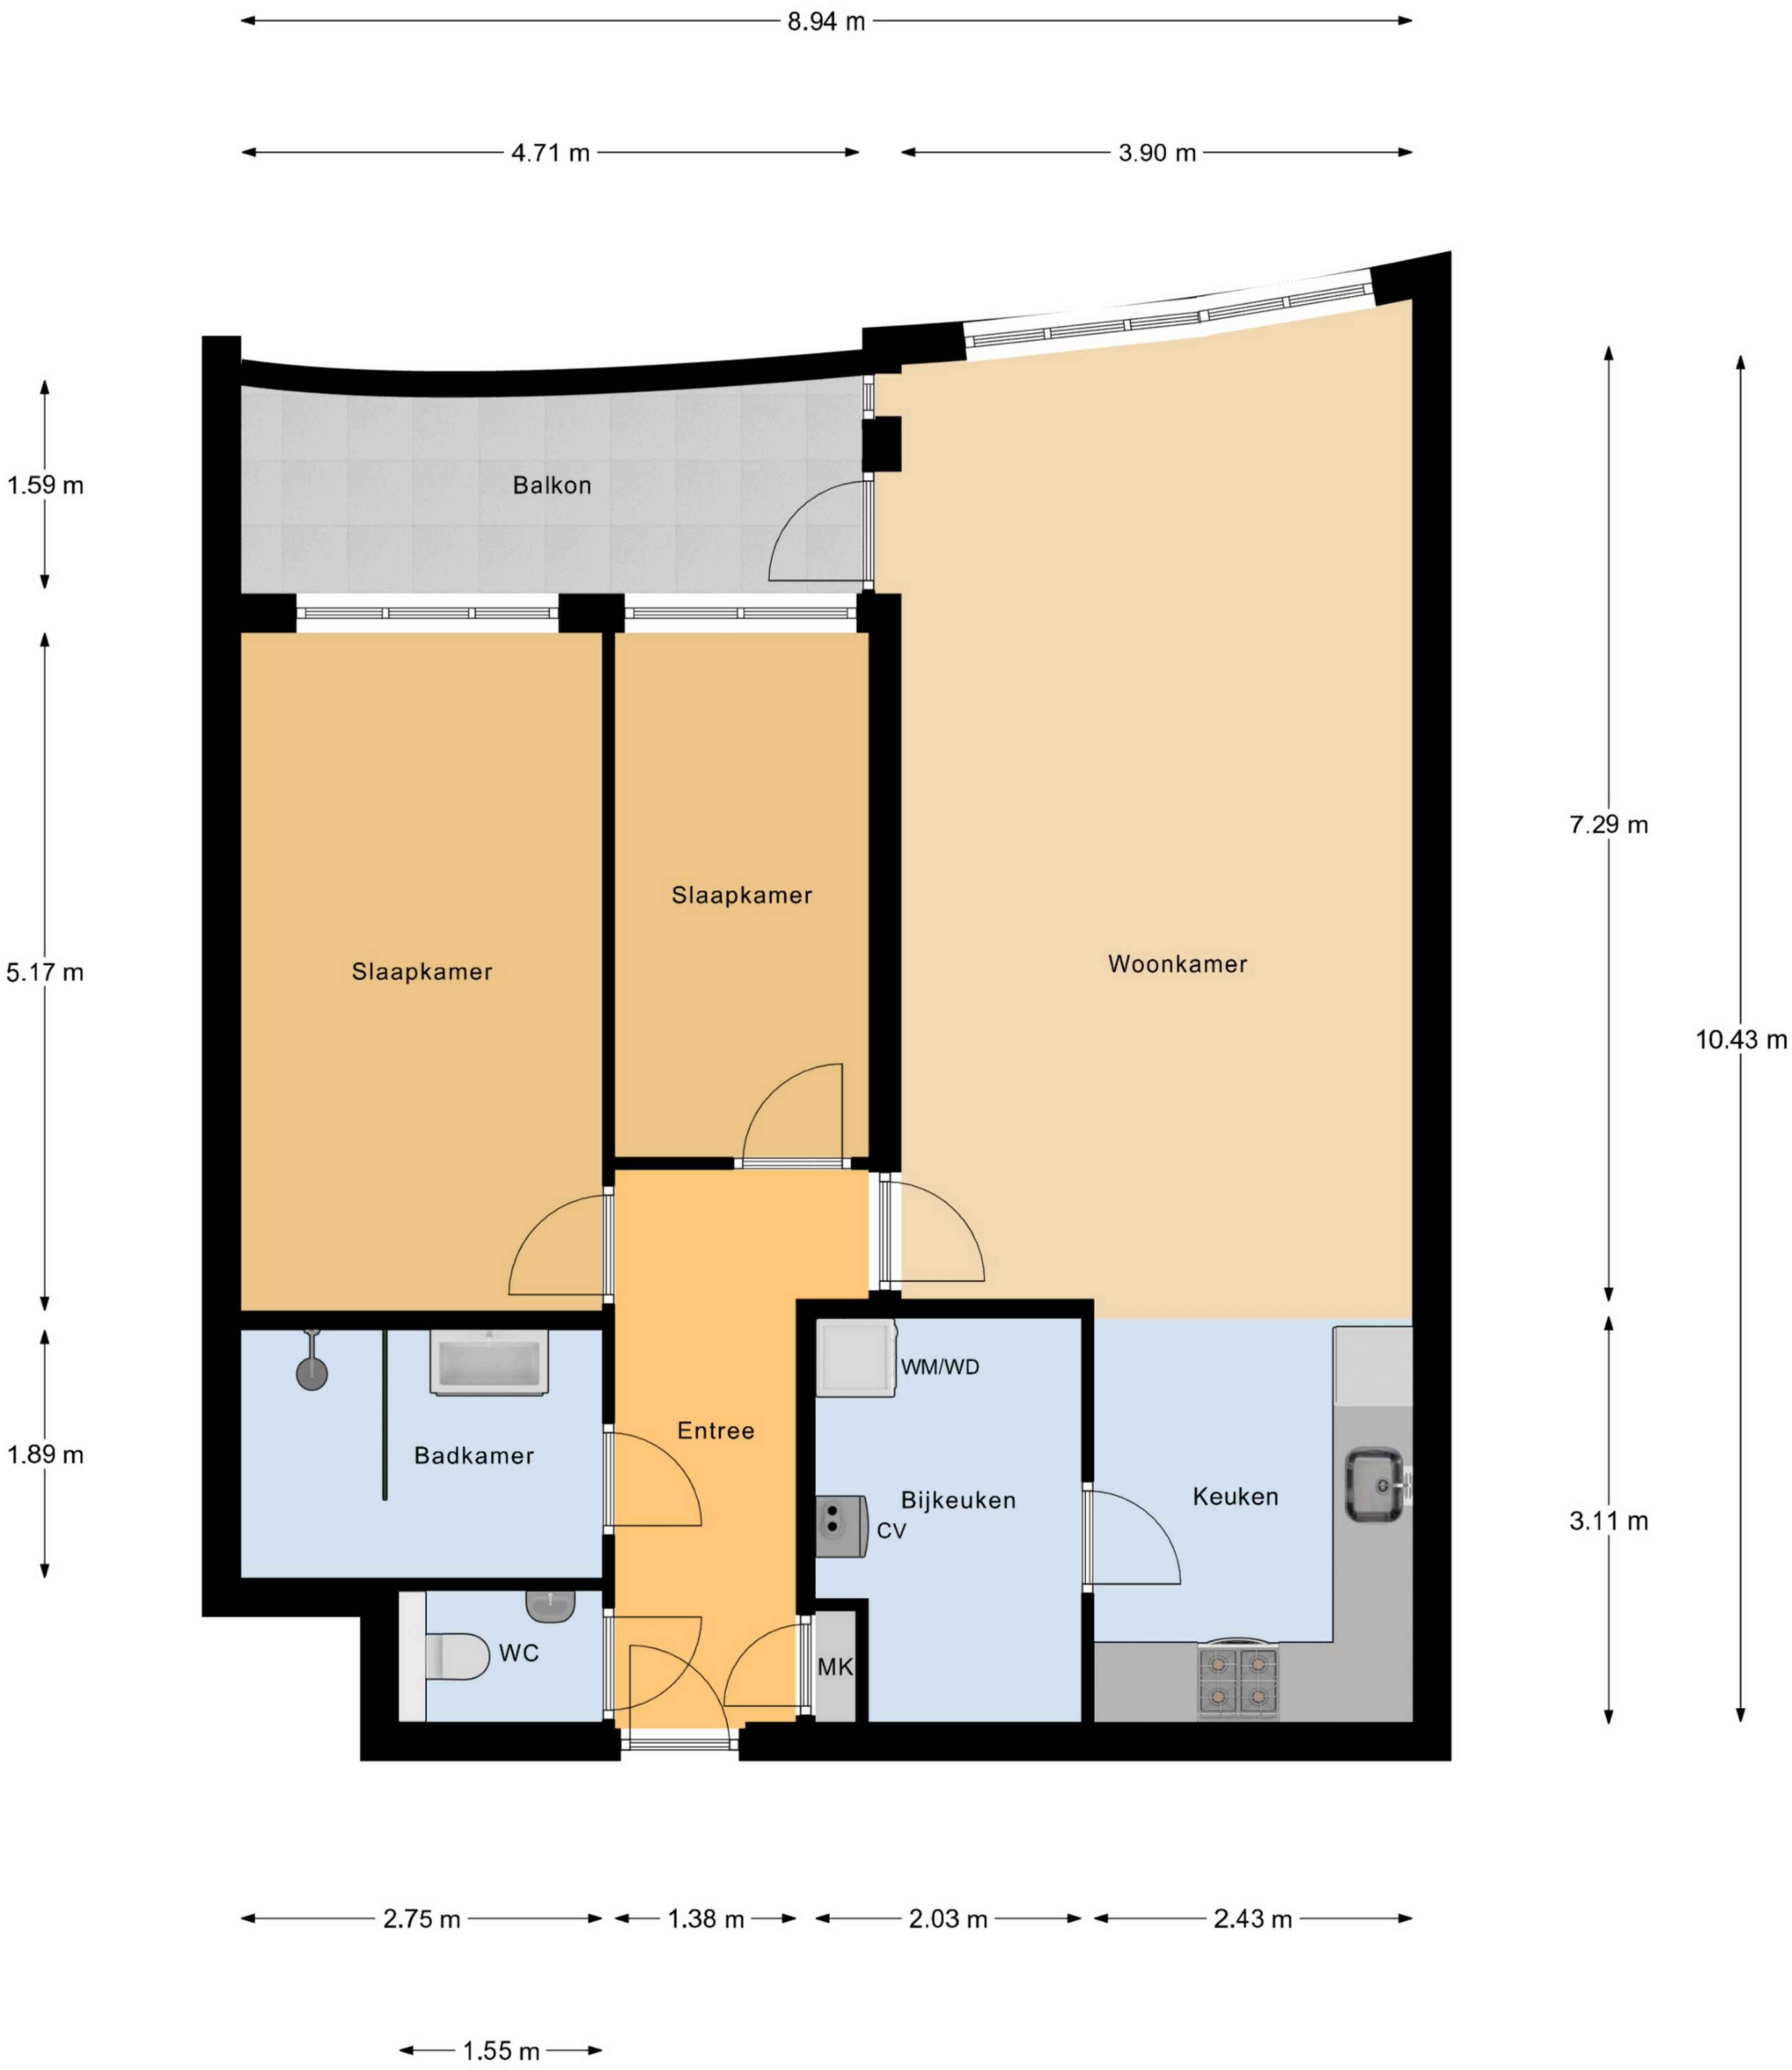 8.94 m
4.71 m
3.90 m
1.59 m
Balkon
7.29 m
Slaapkamer
Woonkamer
Slaapkamer
5.17 m
10.43 m
WM/WD
Entree
Badkamer
1.89 m
Keuken
Bijkeuken
3.11 m
CV
WC
MK
2.75 m
1.38 m
2.03 m
2.43 m
1.55 m